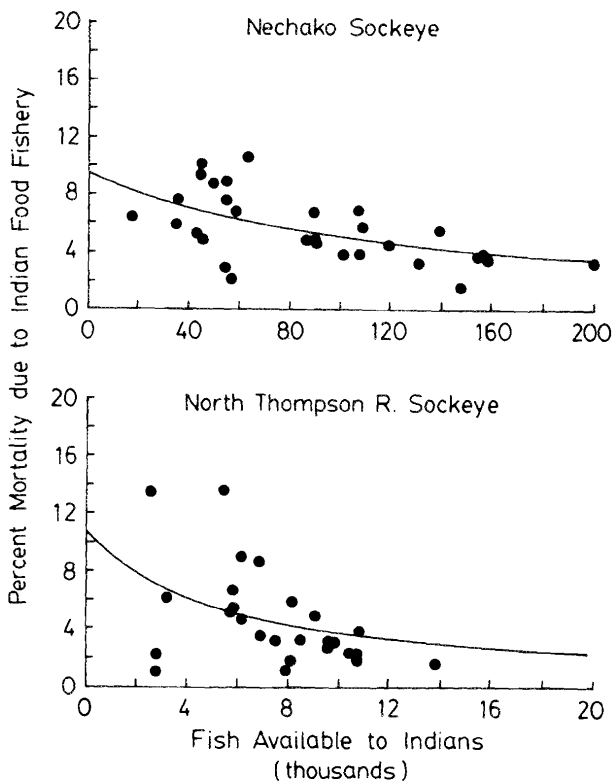 Nechako Sockeye
Percent Mortality due to Indian Food Fishery
20
16
12
8
4
0
0 40 80 120 160 200
North Thompson R. Sockeye
20
16
12
8
4
0
0 4 8 12 16 20
Fish Available to Indians
(thousands)